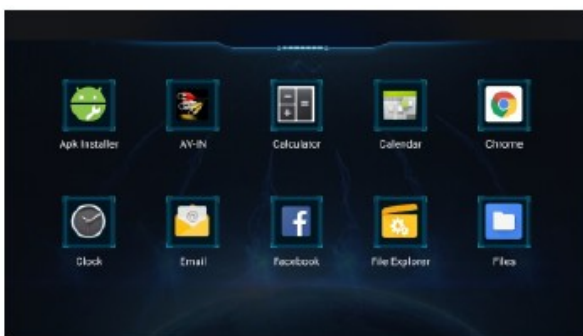 Apk Installer
AV-IN
Calculator
Calendar
Chrome
Clock
Email
Facebook
File Explorer
Files